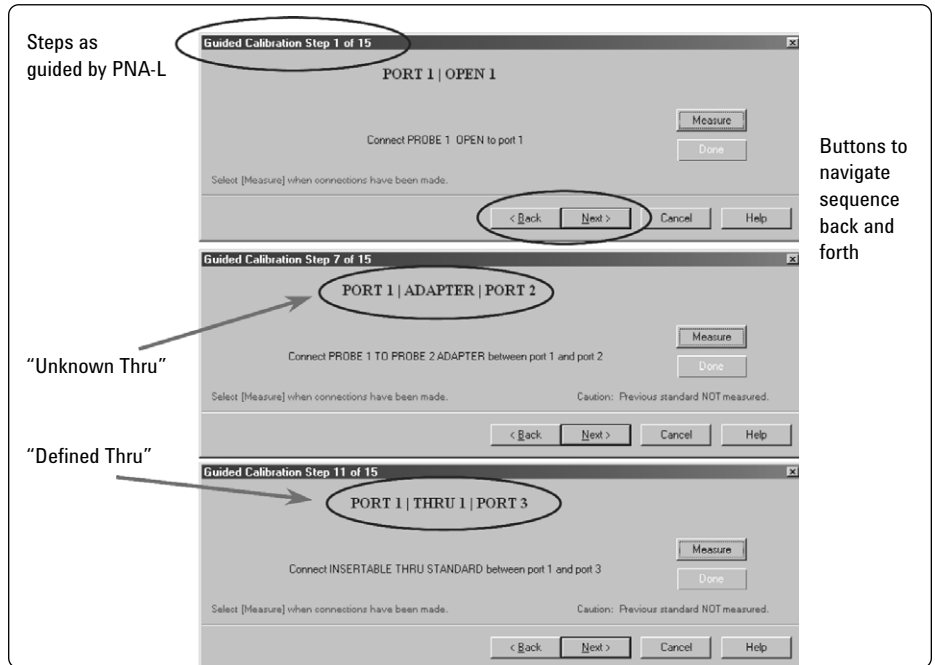 Steps as
guided by PNA-L
Guided Calibration Step 1 of 15
PORT 1 | OPEN 1
Measure
Connect PROBE 1 OPEN to port 1
Done
Select [Measure] when connections have been made.
< Back Next > Cancel Help
Buttons to
navigate
sequence
back and
forth
Guided Calibration Step 7 of 15
PORT 1 | ADAPTER | PORT 2
Measure
"Unknown Thru"
Connect PROBE 1 TO PROBE 2 ADAPTER between port 1 and port 2
Done
Select [Measure] when connections have been made. Caution: Previous standard NOT measured.
< Back Next > Cancel Help
"Defined Thru"
Guided Calibration Step 11 of 15
PORT 1 | THRU 1 | PORT 3
Measure
Connect INSERTABLE THRU STANDARD between port 1 and port 3
Done
Select [Measure] when connections have been made. Caution: Previous standard NOT measured.
< Back Next > Cancel Help